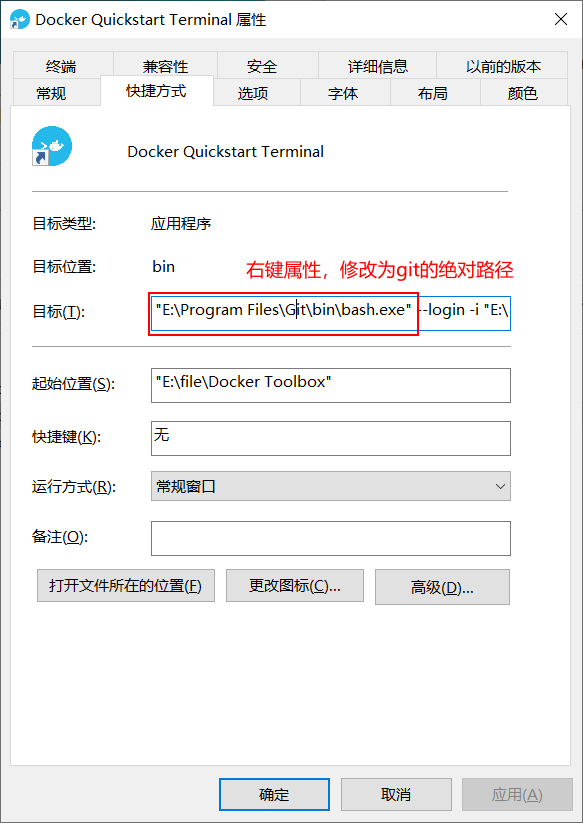 Docker Quickstart Terminal 属性
终端 兼容性 安全 详细信息 以前的版本
常规 快捷方式 选项 字体 布局 颜色
Docker Quickstart Terminal
目标类型: 应用程序
目标位置: bin
右键属性，修改为git的绝对路径
目标(T): "E:\Program Files\Git\bin\bash.exe" --login -i "E:\
起始位置(S): "E:\file\Docker Toolbox"
快捷键(K): 无
运行方式(R): 常规窗口
备注(O):
打开文件所在的位置(F) 更改图标(C)... 高级(D)...
确定 取消 应用(A)